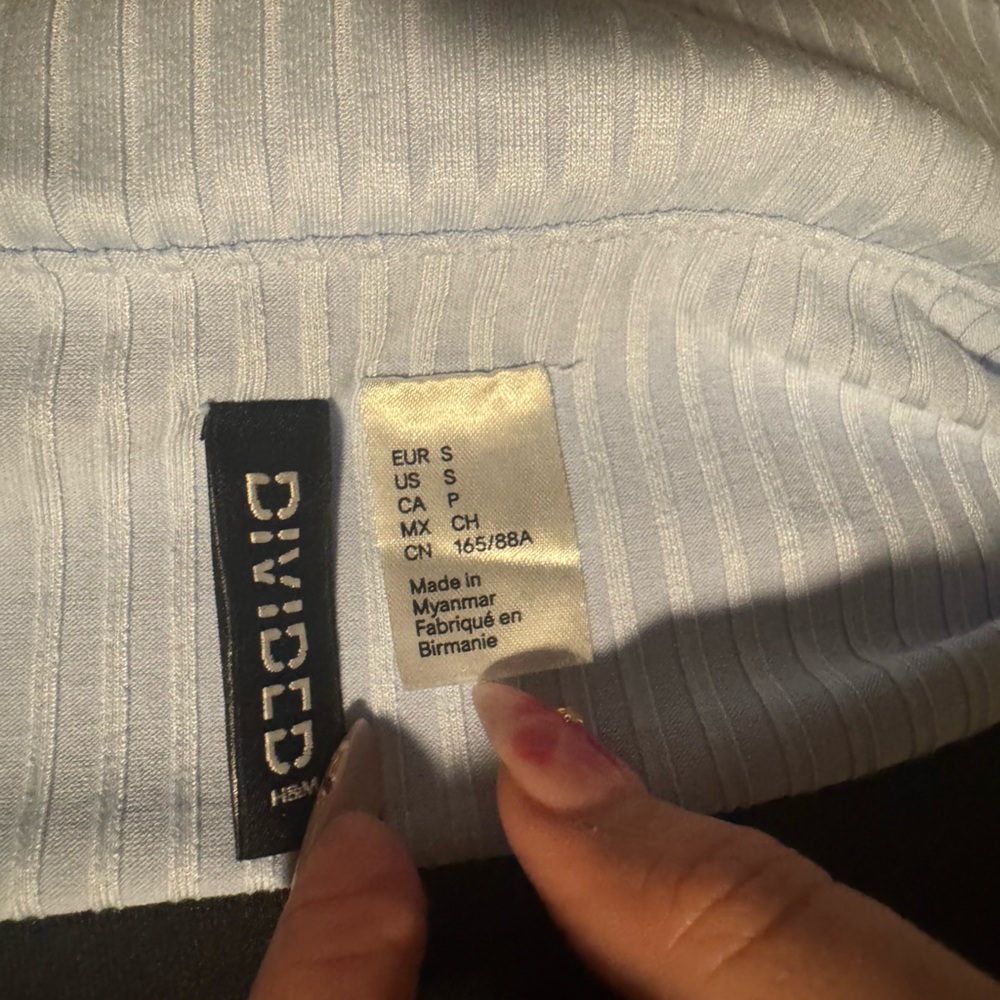 DIVIDED
H&M
EUR S
US S
CA P
MX CH
CN 165/88A
Made in
Myanmar
Fabriqué en
Birmanie